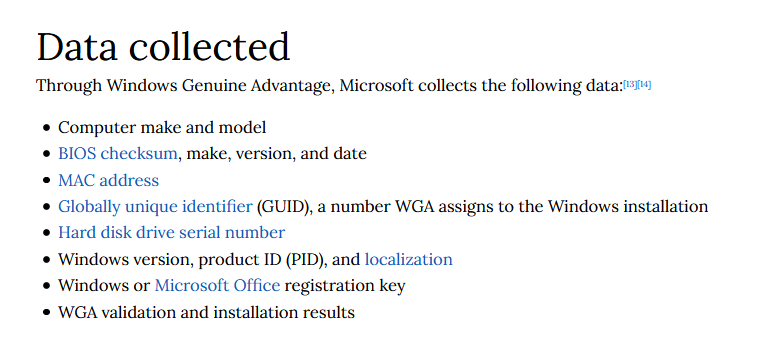 Data collected
Through Windows Genuine Advantage, Microsoft collects the following data:[13][14]
• Computer make and model
• BIOS checksum, make, version, and date
• MAC address
• Globally unique identifier (GUID), a number WGA assigns to the Windows installation
• Hard disk drive serial number
• Windows version, product ID (PID), and localization
• Windows or Microsoft Office registration key
• WGA validation and installation results